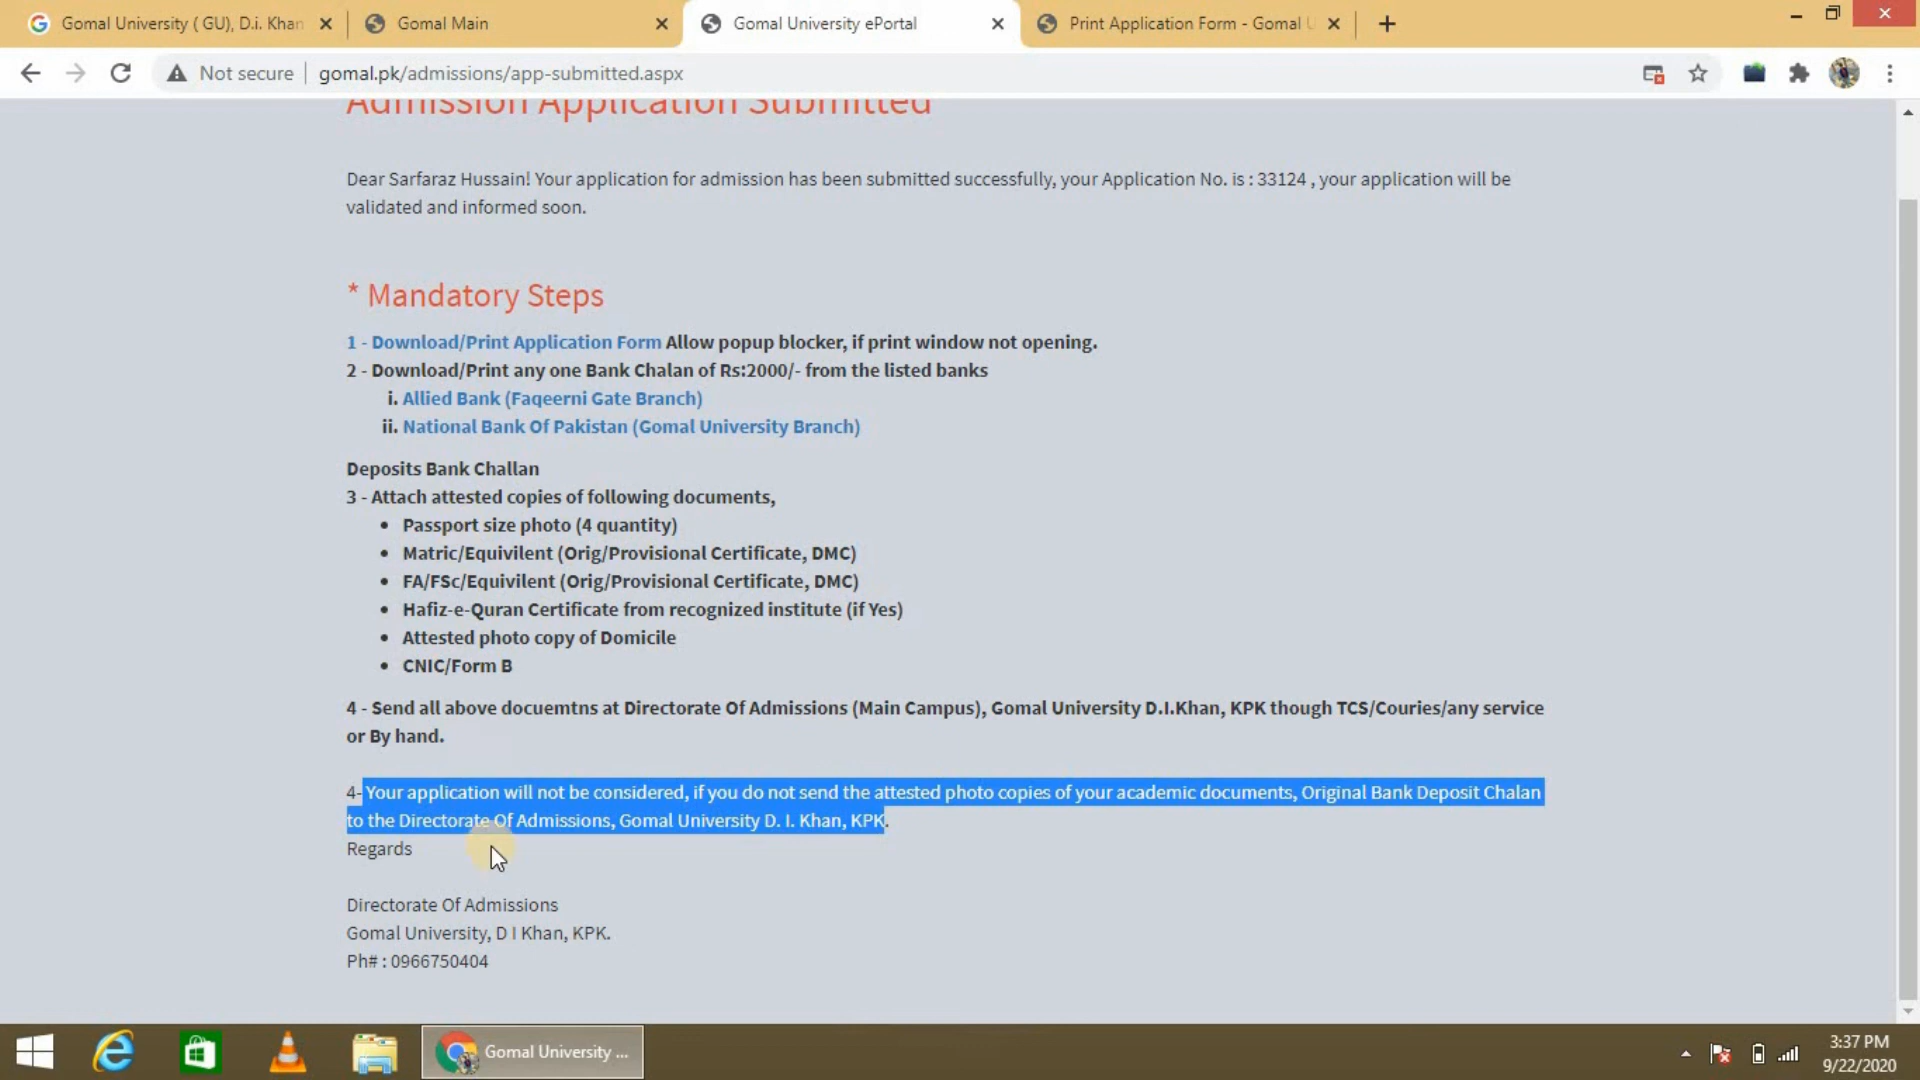 Gomal University ( GU), D.i. Khan
Gomal Main
Gomal University ePortal
Print Application Form - Gomal U
Not secure
gomal.pk/admissions/app-submitted.aspx
Admission Application Submitted
Dear Sarfaraz Hussain! Your application for admission has been submitted successfully, your Application No. is : 33124 , your application will be
validated and informed soon.
* Mandatory Steps
1 - Download/Print Application Form Allow popup blocker, if print window not opening.
2 - Download/Print any one Bank Chalan of Rs:2000/- from the listed banks
i. Allied Bank (Faqeerni Gate Branch)
ii. National Bank Of Pakistan (Gomal University Branch)
Deposits Bank Challan
3 - Attach attested copies of following documents,
• Passport size photo (4 quantity)
• Matric/Equivilent (Orig/Provisional Certificate, DMC)
• FA/FSc/Equivilent (Orig/Provisional Certificate, DMC)
• Hafiz-e-Quran Certificate from recognized institute (if Yes)
• Attested photo copy of Domicile
• CNIC/Form B
4 - Send all above docuemtns at Directorate Of Admissions (Main Campus), Gomal University D.I.Khan, KPK though TCS/Couries/any service
or By hand.
4- Your application will not be considered, if you do not send the attested photo copies of your academic documents, Original Bank Deposit Chalan
to the Directorate Of Admissions, Gomal University D. I. Khan, KPK.
Regards
Directorate Of Admissions
Gomal University, D I Khan, KPK.
Ph# : 0966750404
Gomal University ...
3:37 PM
9/22/2020